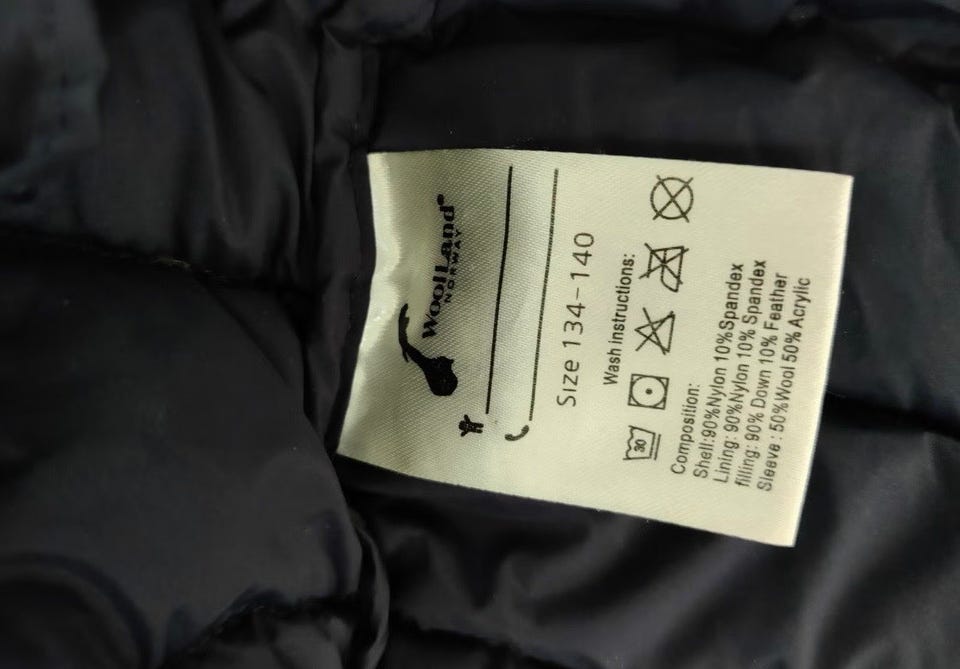 WoolLand®
NORWAY
Size 134-140
Wash instructions:
30
Composition:
Shell:90%Nylon 10%Spandex
Lining: 90%Nylon 10% Spandex
filling: 90% Down 10% Feather
Sleeve : 50%Wool 50% Acrylic